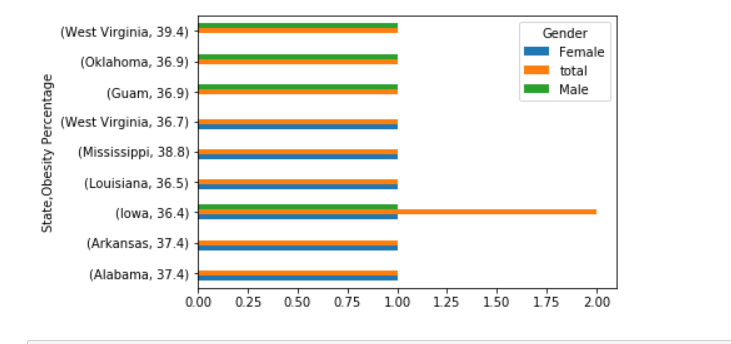 (West Virginia, 39.4)
(Oklahoma, 36.9)
(Guam, 36.9)
(West Virginia, 36.7)
(Mississippi, 38.8)
(Louisiana, 36.5)
(Iowa, 36.4)
(Arkansas, 37.4)
(Alabama, 37.4)
State,Obesity Percentage
Gender
Female
total
Male
0.00 0.25 0.50 0.75 1.00 1.25 1.50 1.75 2.00